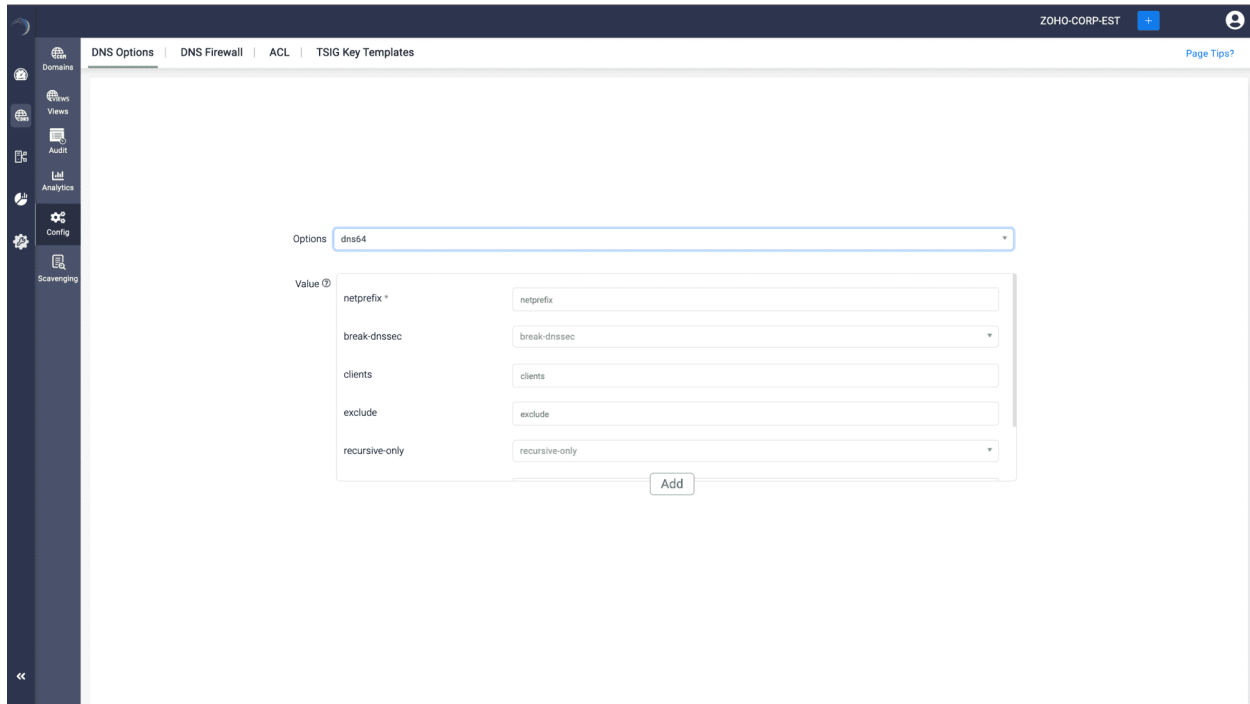 ZOHO-CORP-EST +
DNS Options | DNS Firewall | ACL | TSIG Key Templates Page Tips?
Domains
Views
Audit
Analytics
Config
Scavenging
Options dns64
Value
netprefix * netprefix
break-dnssec break-dnssec
clients clients
exclude exclude
recursive-only recursive-only
Add